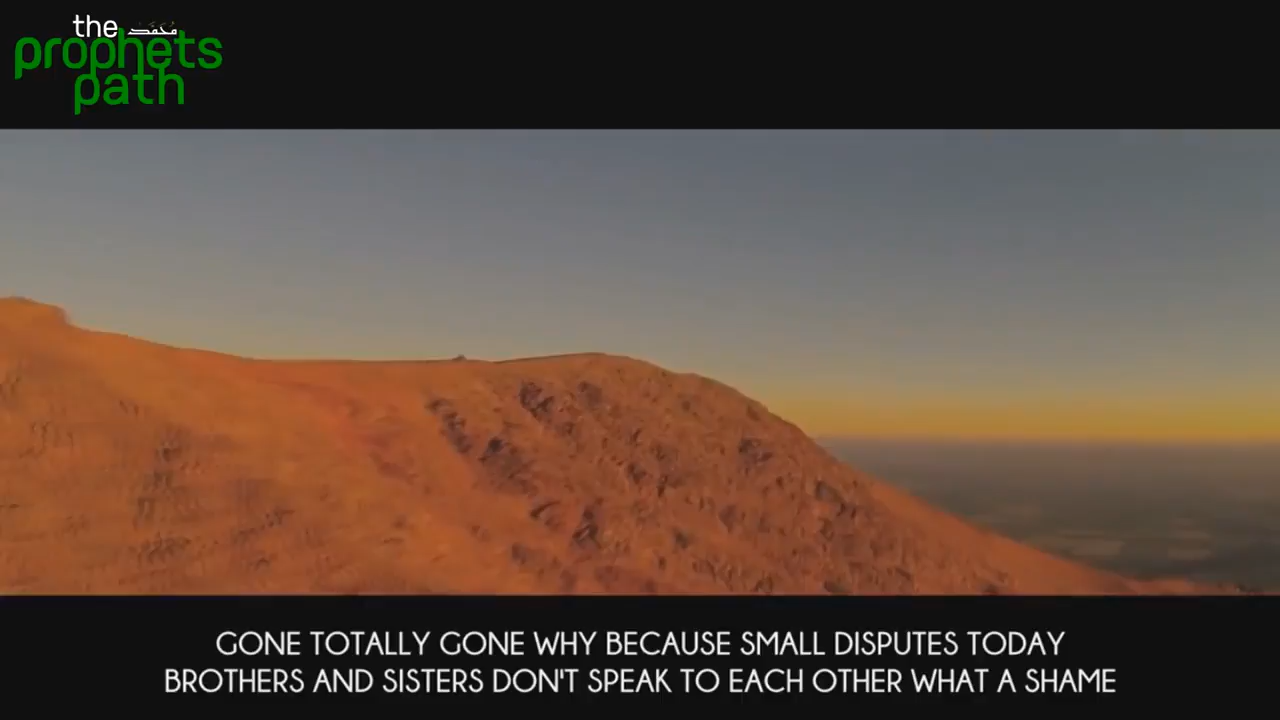 the محمد
prophets
path
GONE TOTALLY GONE WHY BECAUSE SMALL DISPUTES TODAY
BROTHERS AND SISTERS DON'T SPEAK TO EACH OTHER WHAT A SHAME